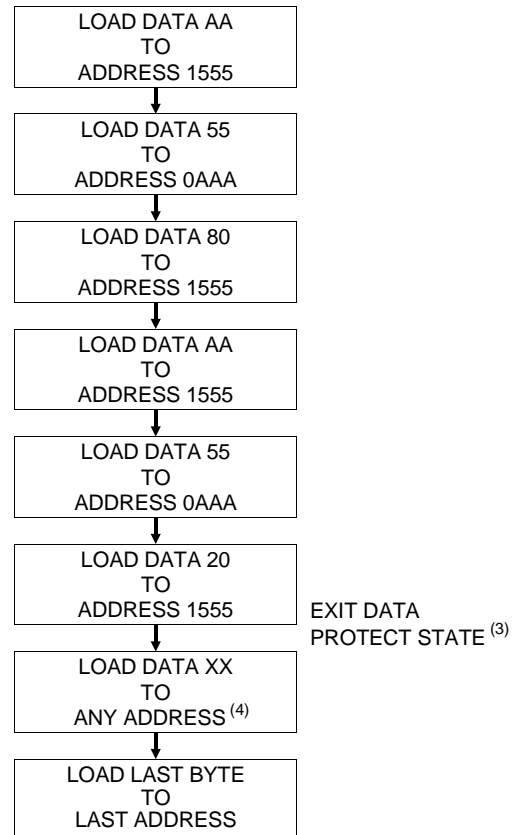 LOAD DATA AA
TO
ADDRESS 1555
LOAD DATA 55
TO
ADDRESS 0AAA
LOAD DATA 80
TO
ADDRESS 1555
LOAD DATA AA
TO
ADDRESS 1555
LOAD DATA 55
TO
ADDRESS 0AAA
LOAD DATA 20
TO
ADDRESS 1555
EXIT DATA
PROTECT STATE (3)
LOAD DATA XX
TO
ANY ADDRESS (4)
LOAD LAST BYTE
TO
LAST ADDRESS